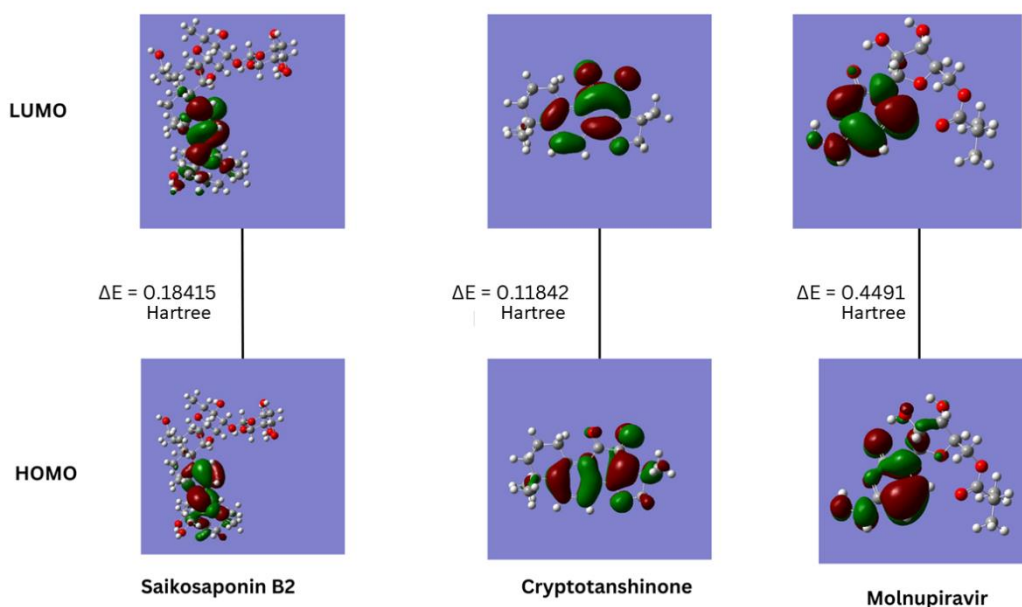 LUMO
ΔE = 0.18415
Hartree
ΔE = 0.11842
Hartree
ΔE = 0.4491
Hartree
HOMO
Saikosaponin B2
Cryptotanshinone
Molnupiravir